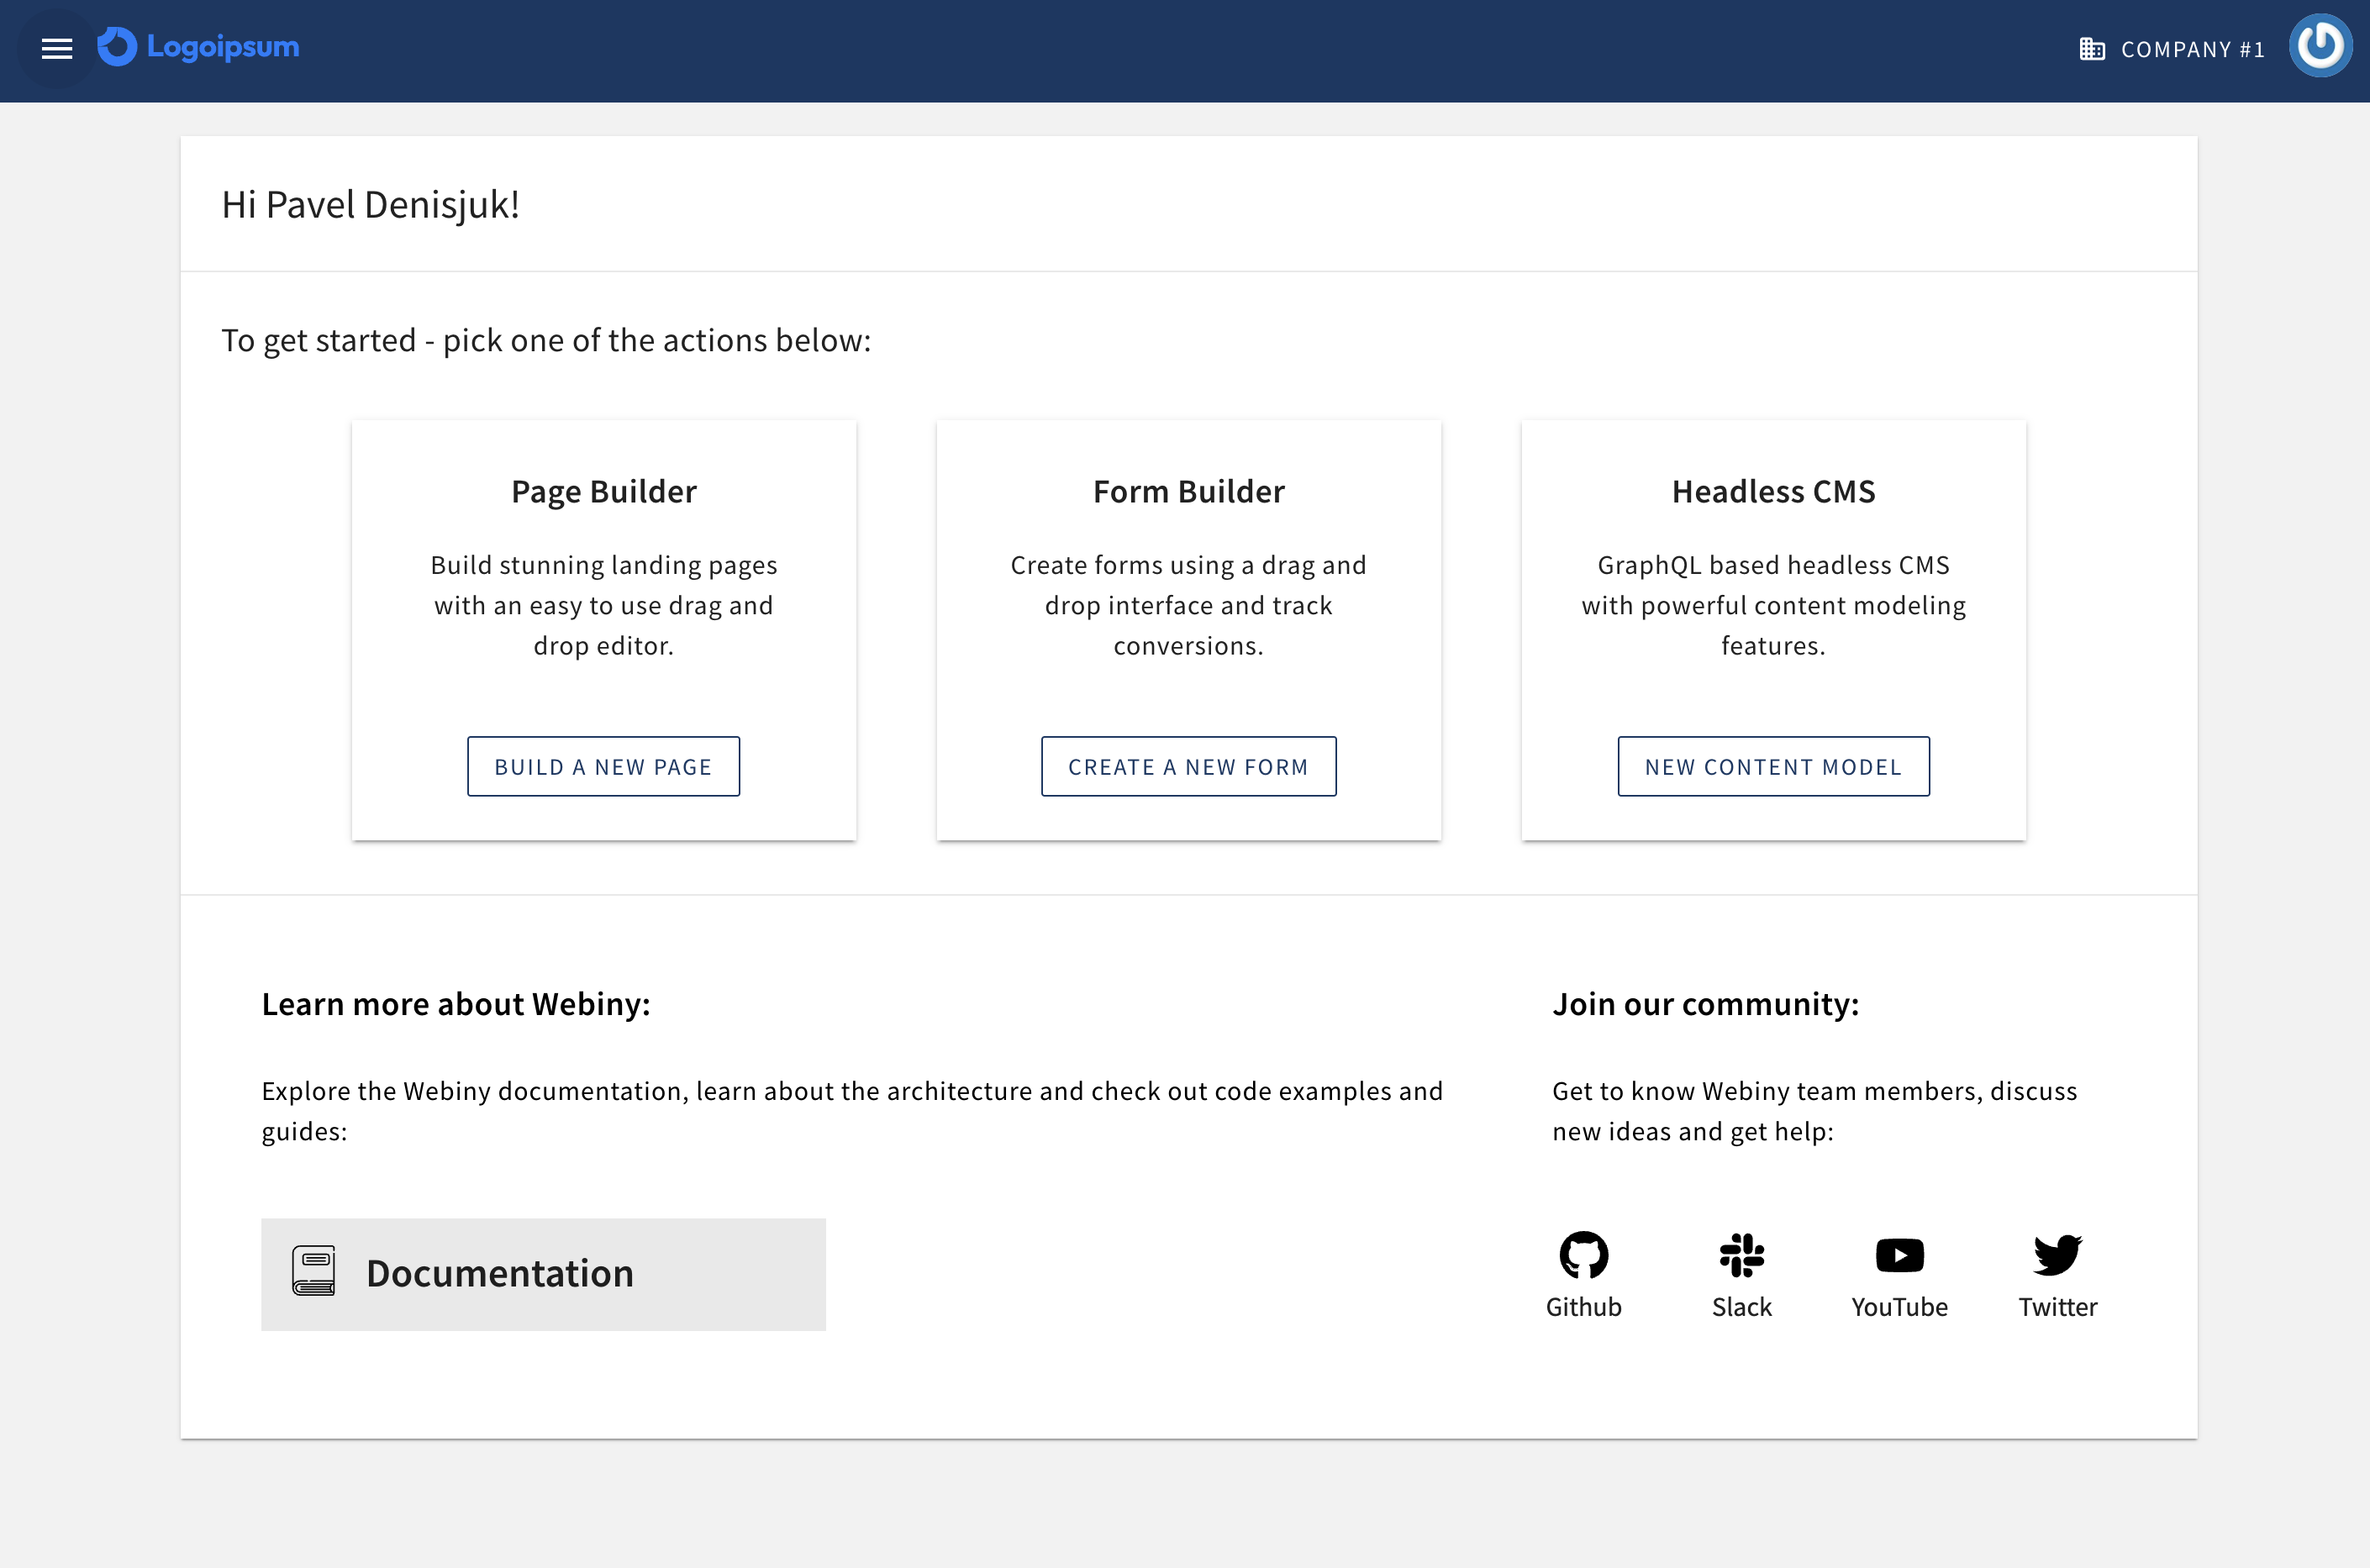 Logoipsum
COMPANY #1
Hi Pavel Denisjuk!
To get started - pick one of the actions below:
Page Builder
Build stunning landing pages
with an easy to use drag and
drop editor.
BUILD A NEW PAGE
Form Builder
Create forms using a drag and
drop interface and track
conversions.
CREATE A NEW FORM
Headless CMS
GraphQL based headless CMS
with powerful content modeling
features.
NEW CONTENT MODEL
Learn more about Webiny:
Explore the Webiny documentation, learn about the architecture and check out code examples and
guides:
Documentation
Join our community:
Get to know Webiny team members, discuss
new ideas and get help:
Github
Slack
YouTube
Twitter